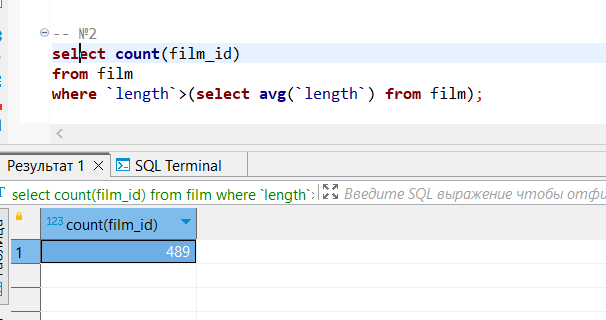 -- №2
select count(film_id)
from film
where `length`>(select avg(`length`) from film);
Результат 1
SQL Terminal
select count(film_id) from film where `length`:
Введите SQL выражение чтобы отфи
123 count(film_id)
1 489